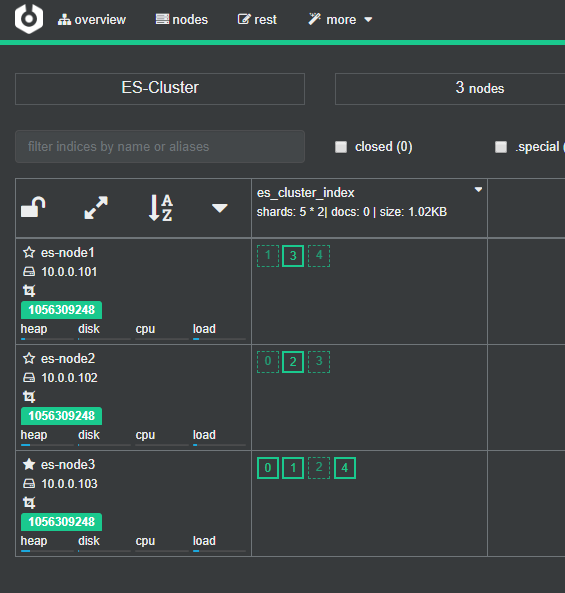 overview nodes rest more
ES-Cluster 3 nodes
filter indices by name or aliases closed (0) .special (
A Z
es_cluster_index
shards: 5 * 2| docs: 0 | size: 1.02KB
es-node1 1 3 4
10.0.0.101
1056309248
heap disk cpu load
es-node2 0 2 3
10.0.0.102
1056309248
heap disk cpu load
es-node3 0 1 2 4
10.0.0.103
1056309248
heap disk cpu load